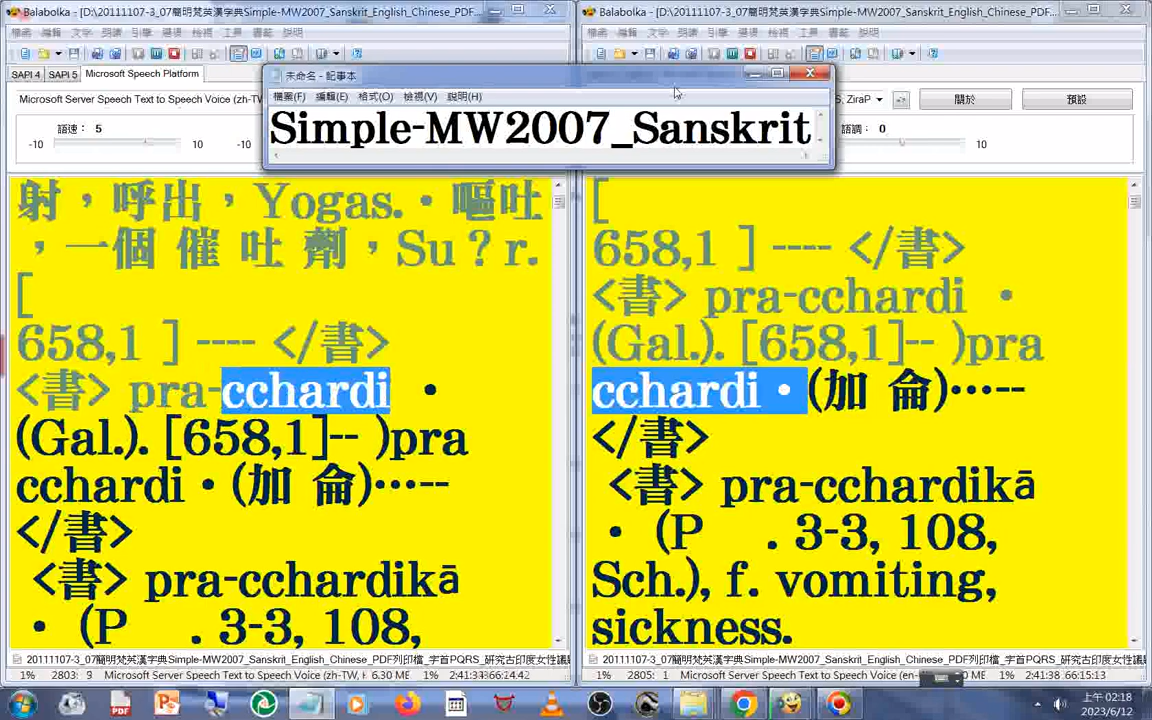 Balabolka - [D:\20111107-3_07簡明梵英漢字典Simple-MW2007_Sanskrit_English_Chinese_PDF...
Balabolka - [D:\20111107-3_07簡明梵英漢字典Simple-MW2007_Sanskrit_English_Chinese_PDF...
SAPI 4 SAPI 5 Microsoft Speech Platform
Microsoft Server Speech Text to Speech Voice (zh-TW,
語速： 5
-10 10 -10
未命名 - 記事本
檔案(F) 編輯(E) 格式(O) 檢視(V) 說明(H)
Simple-MW2007_Sanskrit
S, ZiraP 關於 預設
語調： 0
10
射，呼出，Yogas.・嘔吐
，一個 催 吐 劑，Su？r.
[
658,1 ] ---- </書>
<書> pra-cchardi ・
(Gal.). [658,1]-- )pra
cchardi・(加 侖)…--
</書>
<書> pra-cchardikā
・ (P . 3-3, 108,
[
658,1 ] ---- </書>
<書> pra-cchardi ・
(Gal.). [658,1]-- )pra
cchardi・(加 侖)…--
</書>
<書> pra-cchardikā
・ (P . 3-3, 108,
Sch.), f. vomiting,
sickness.
20111107-3_07簡明梵英漢字典Simple-MW2007_Sanskrit_English_Chinese_PDF列印檔_字首PQRS_研究古印度女性議
20111107-3_07簡明梵英漢字典Simple-MW2007_Sanskrit_English_Chinese_PDF列印檔_字首PQRS_研究古印度女性議
1% 2803: 9 Microsoft Server Speech Text to Speech Voice (zh-TW, 6.30 MB 1%
1% 2805: 1 Microsoft Server Speech Text to Speech 1% 66:15:13
上午 02:18
2023/6/12